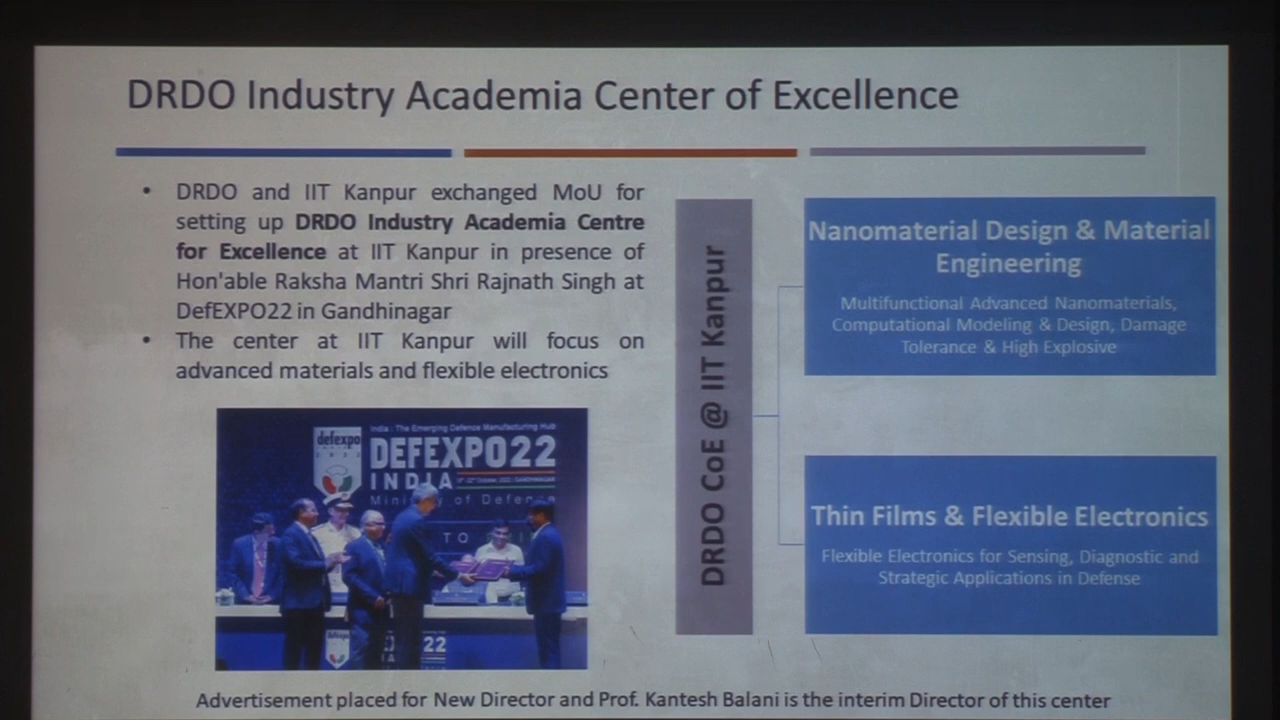 DRDO Industry Academia Center of Excellence
• DRDO and IIT Kanpur exchanged MoU for
setting up DRDO Industry Academia Centre
for Excellence at IIT Kanpur in presence of
Hon'able Raksha Mantri Shri Rajnath Singh at
DefEXPO22 in Gandhinagar
• The center at IIT Kanpur will focus on
advanced materials and flexible electronics
India : The Emerging Defence Manufacturing Hub
defexpo
2022
DEFEXPO22
INDIA
Ministry of Defence
TO
defexpo
22
DRDO CoE @ IIT Kanpur
Nanomaterial Design & Material
Engineering
Multifunctional Advanced Nanomaterials,
Computational Modeling & Design, Damage
Tolerance & High Explosive
Thin Films & Flexible Electronics
Flexible Electronics for Sensing, Diagnostic and
Strategic Applications in Defense
Advertisement placed for New Director and Prof. Kantesh Balani is the interim Director of this center